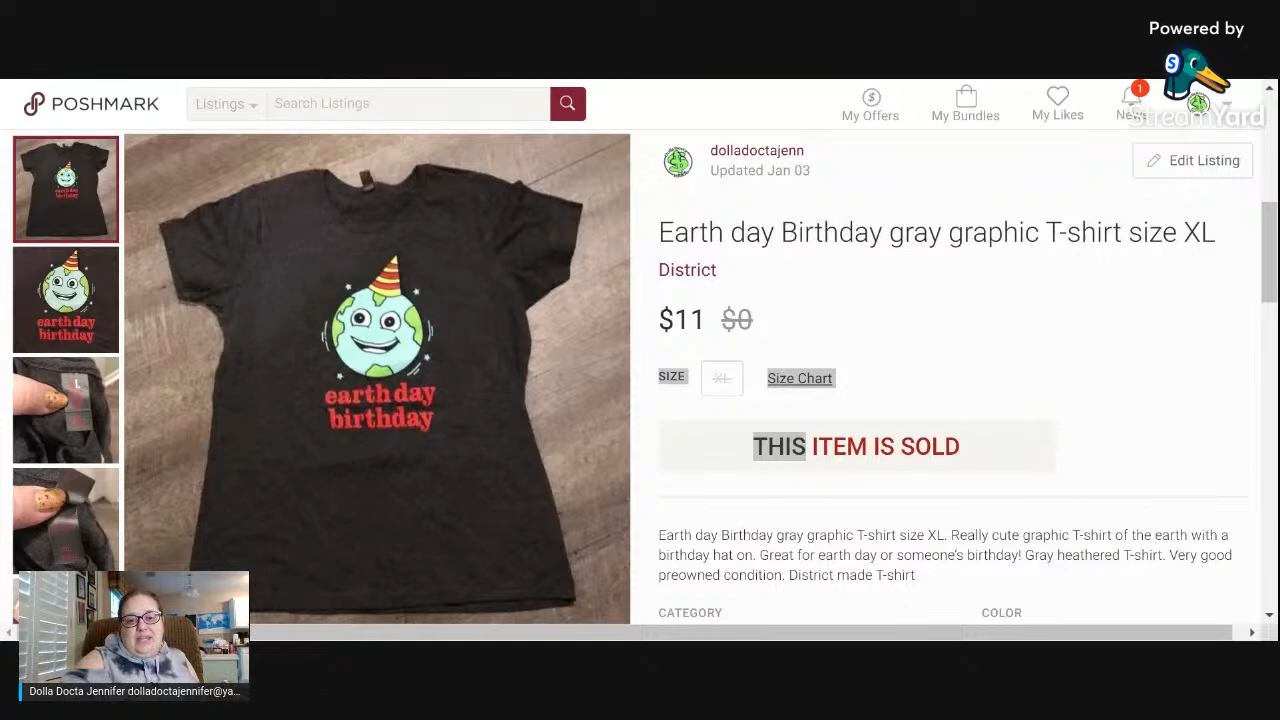 Powered by
StreamYard
POSHMARK
Listings
Search Listings
My Offers
My Bundles
My Likes
1
dolladoctajenn
Updated Jan 03
Edit Listing
Earth day Birthday gray graphic T-shirt size XL
District
$11 $0
SIZE XL Size Chart
THIS ITEM IS SOLD
Earth day Birthday gray graphic T-shirt size XL. Really cute graphic T-shirt of the earth with a
birthday hat on. Great for earth day or someone's birthday! Gray heathered T-shirt. Very good
preowned condition. District made T-shirt
CATEGORY COLOR
earth day
birthday
earth day
birthday
L
Dolla Docta Jennifer dolladoctajennifer@ya...